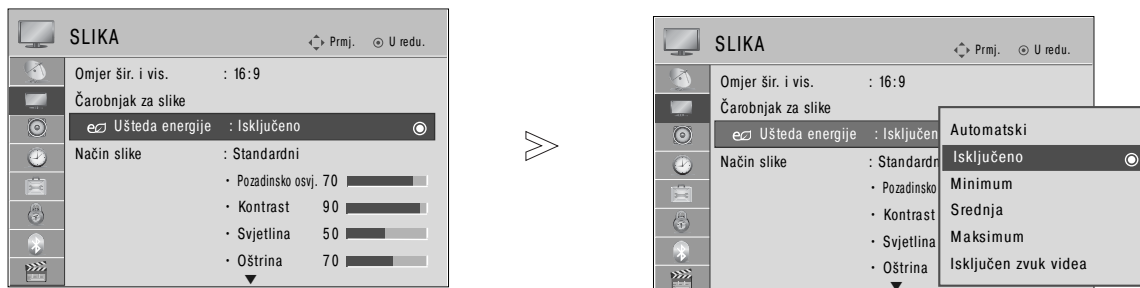 SLIKA
Prmj. U redu.
Omjer šir. i vis. : 16:9
Čarobnjak za slike
Ušteda energije : Isključeno
Način slike : Standardni
• Pozadinsko osvj. 70
• Kontrast 90
• Svjetlina 50
• Oštrina 70
SLIKA
Prmj. U redu.
Omjer šir. i vis. : 16:9
Čarobnjak za slike
Ušteda energije : Isključen
Način slike : Standardn
• Pozadinsko
• Kontrast
• Svjetlina
• Oštrina
Automatski
Isključeno
Minimum
Srednja
Maksimum
Isključen zvuk videa